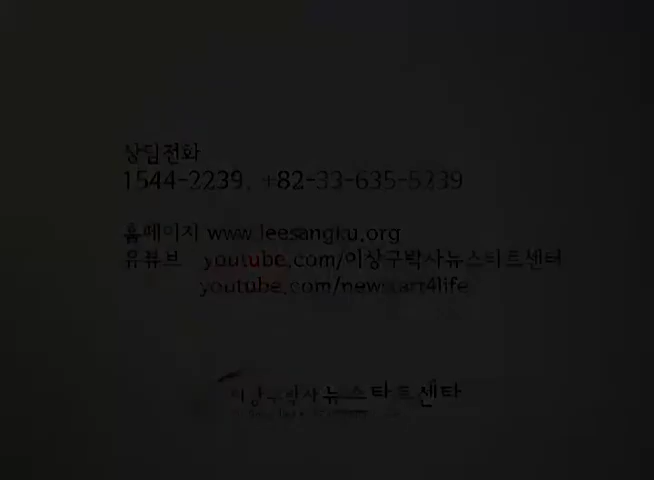 상담전화
1544-2239, +82-33-635-5239
홈페이지 www.leesangku.org
유튜브 youtube.com/이상구박사뉴스타트센터
youtube.com/newstart4life
이상구박사뉴스타트센타